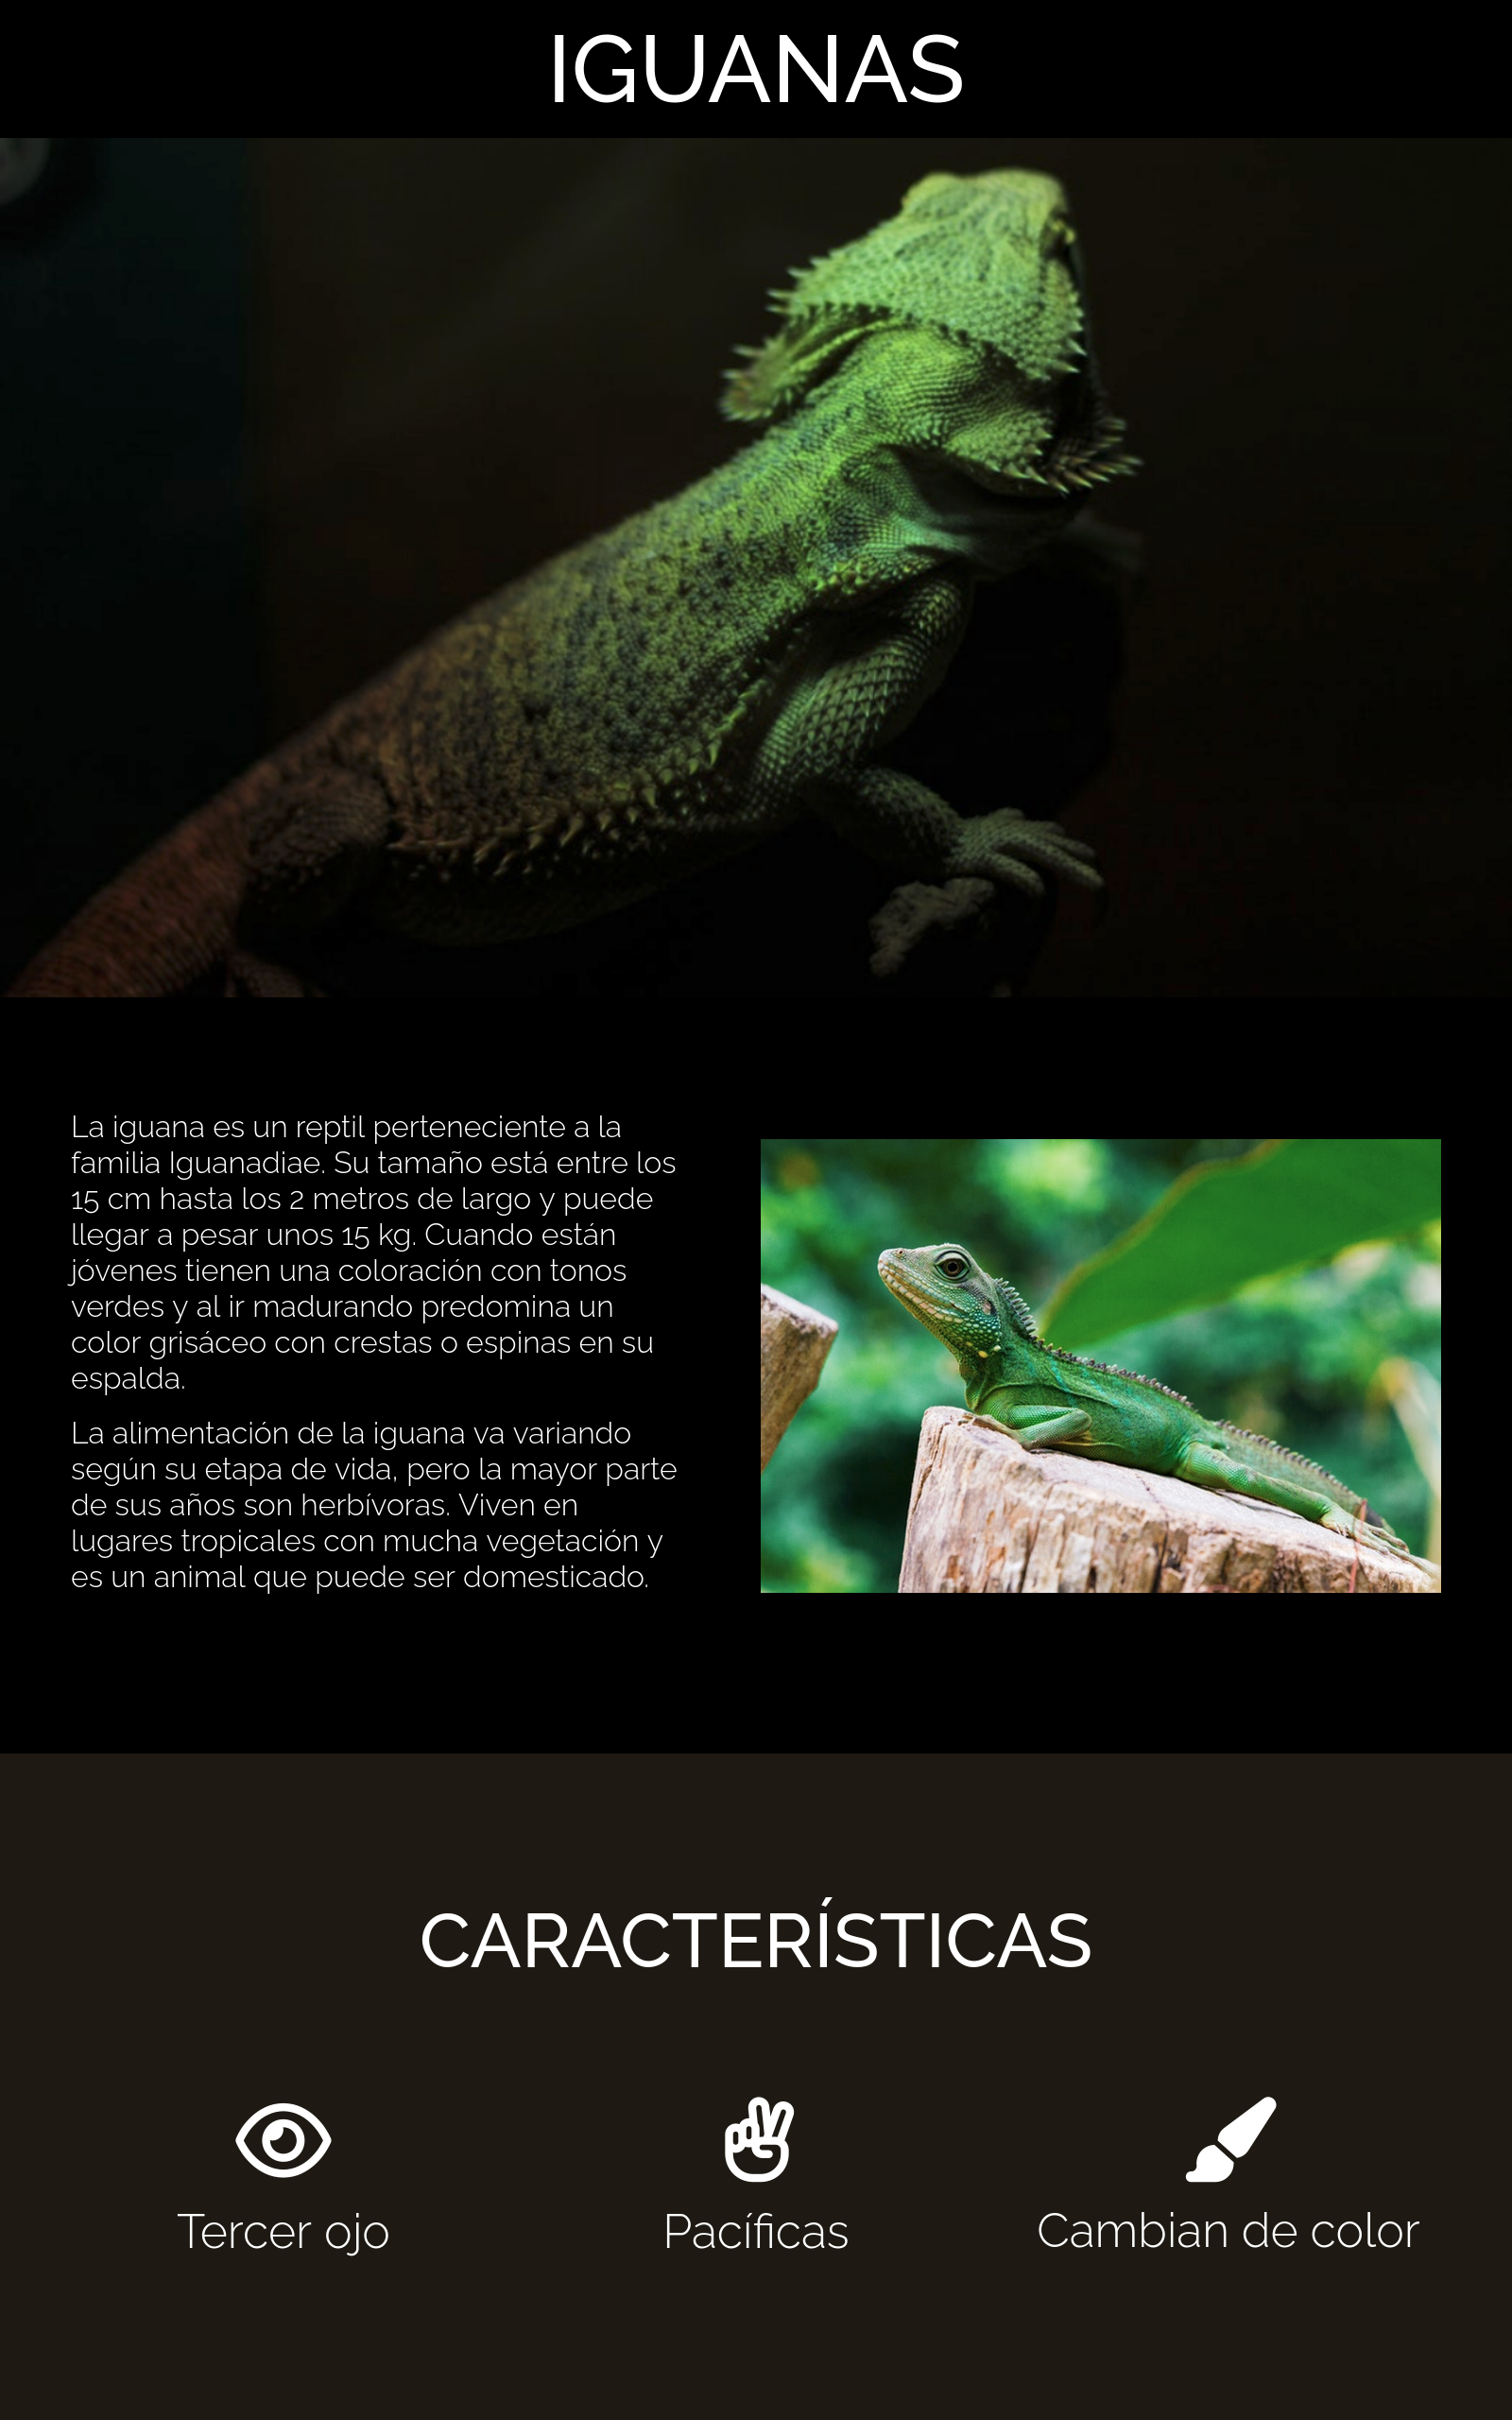 IGUANAS
La iguana es un reptil perteneciente a la
familia Iguanadiae. Su tamaño está entre los
15 cm hasta los 2 metros de largo y puede
llegar a pesar unos 15 kg. Cuando están
jóvenes tienen una coloración con tonos
verdes y al ir madurando predomina un
color grisáceo con crestas o espinas en su
espalda.
La alimentación de la iguana va variando
según su etapa de vida, pero la mayor parte
de sus años son herbívoras. Viven en
lugares tropicales con mucha vegetación y
es un animal que puede ser domesticado.
CARACTERÍSTICAS
Tercer ojo
Pacíficas
Cambian de color